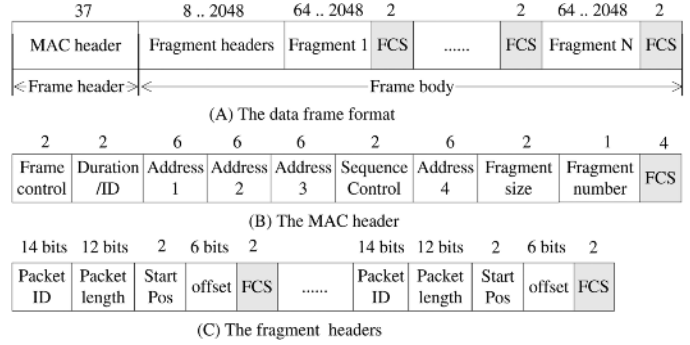 37 8 .. 2048 64 .. 2048 2 2 64 .. 2048 2
MAC header Fragment headers Fragment 1 FCS ...... FCS Fragment N FCS
Frame header Frame body
(A) The data frame format
2 2 6 6 6 2 6 2 1 4
Frame control Duration /ID Address 1 Address 2 Address 3 Sequence Control Address 4 Fragment size Fragment number FCS
(B) The MAC header
14 bits 12 bits 2 6 bits 2 14 bits 12 bits 2 6 bits 2
Packet ID Packet length Start Pos offset FCS ...... Packet ID Packet length Start Pos offset FCS
(C) The fragment headers